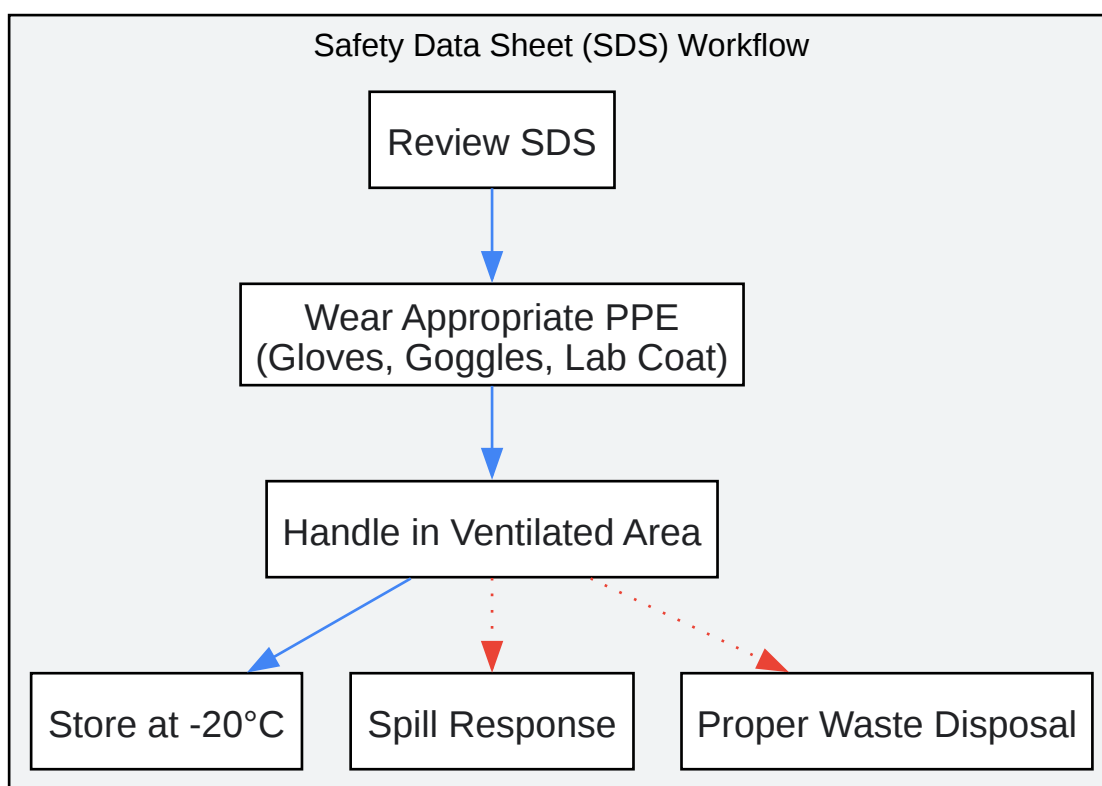 Safety Data Sheet (SDS) Workflow
Review SDS
Wear Appropriate PPE
(Gloves, Goggles, Lab Coat)
Handle in Ventilated Area
Store at -20°C
Spill Response
Proper Waste Disposal